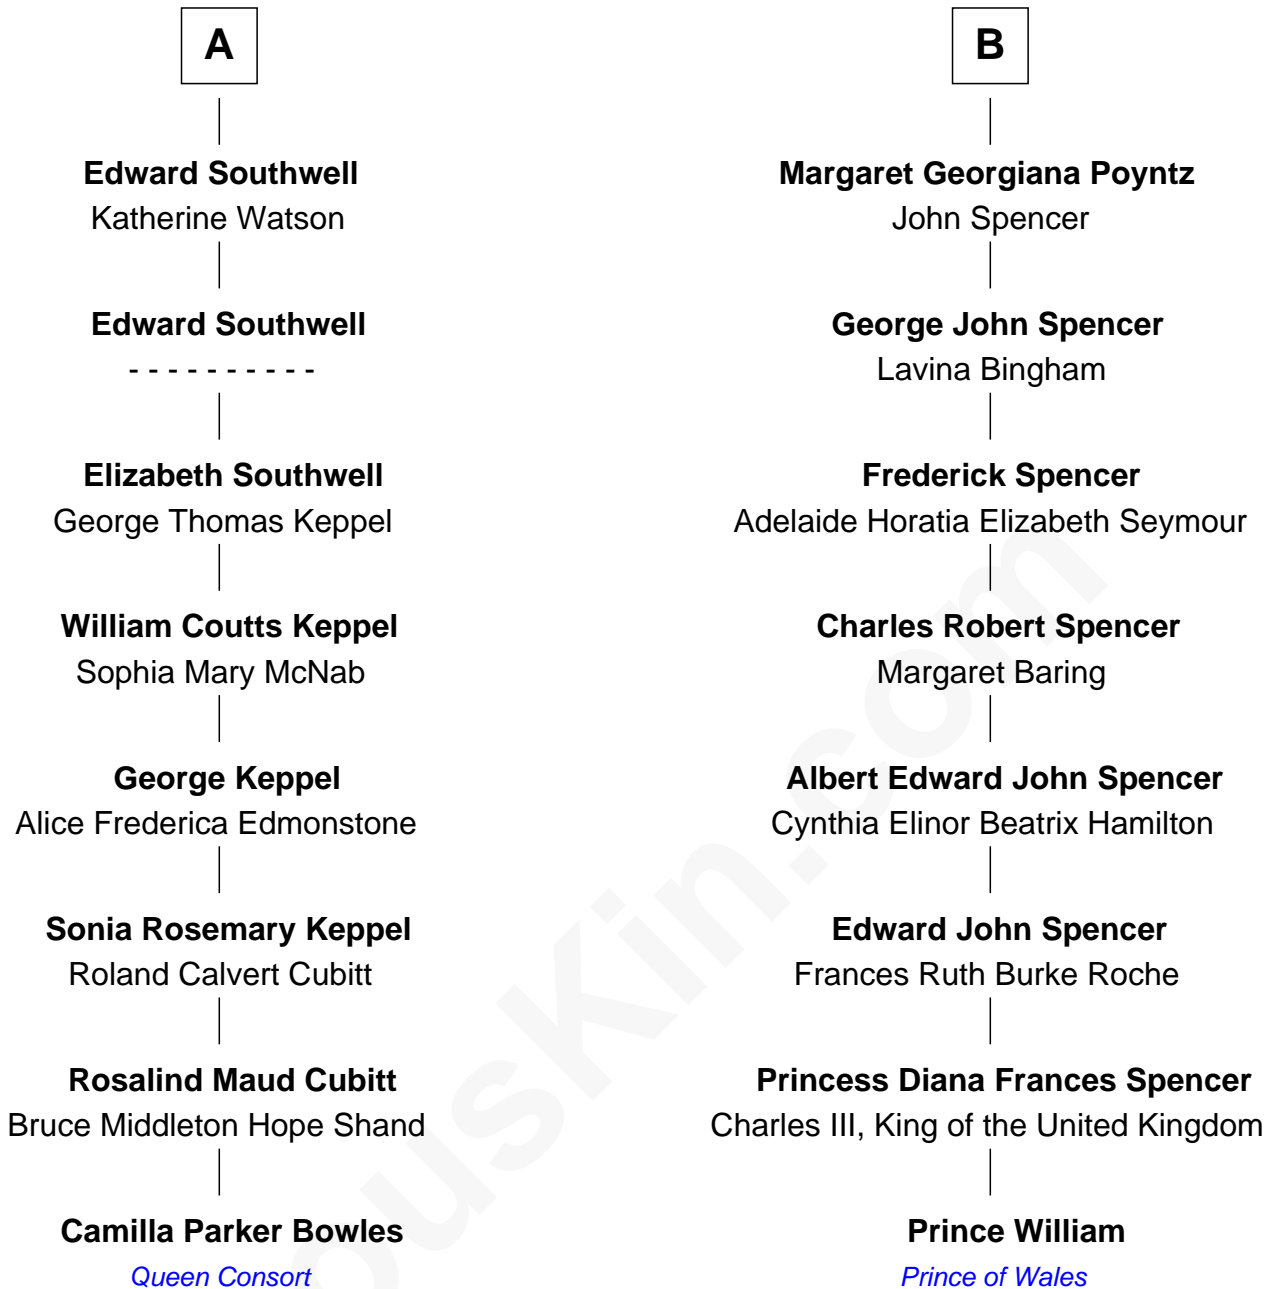 A
Edward Southwell
Katherine Watson
Edward Southwell
- - - - - - - - - -
Elizabeth Southwell
George Thomas Keppel
William Coutts Keppel
Sophia Mary McNab
George Keppel
Alice Frederica Edmonstone
Sonia Rosemary Keppel
Roland Calvert Cubitt
Rosalind Maud Cubitt
Bruce Middleton Hope Shand
Camilla Parker Bowles
Queen Consort
B
Margaret Georgiana Poyntz
John Spencer
George John Spencer
Lavina Bingham
Frederick Spencer
Adelaide Horatia Elizabeth Seymour
Charles Robert Spencer
Margaret Baring
Albert Edward John Spencer
Cynthia Elinor Beatrix Hamilton
Edward John Spencer
Frances Ruth Burke Roche
Princess Diana Frances Spencer
Charles III, King of the United Kingdom
Prince William
Prince of Wales
ousKin.com